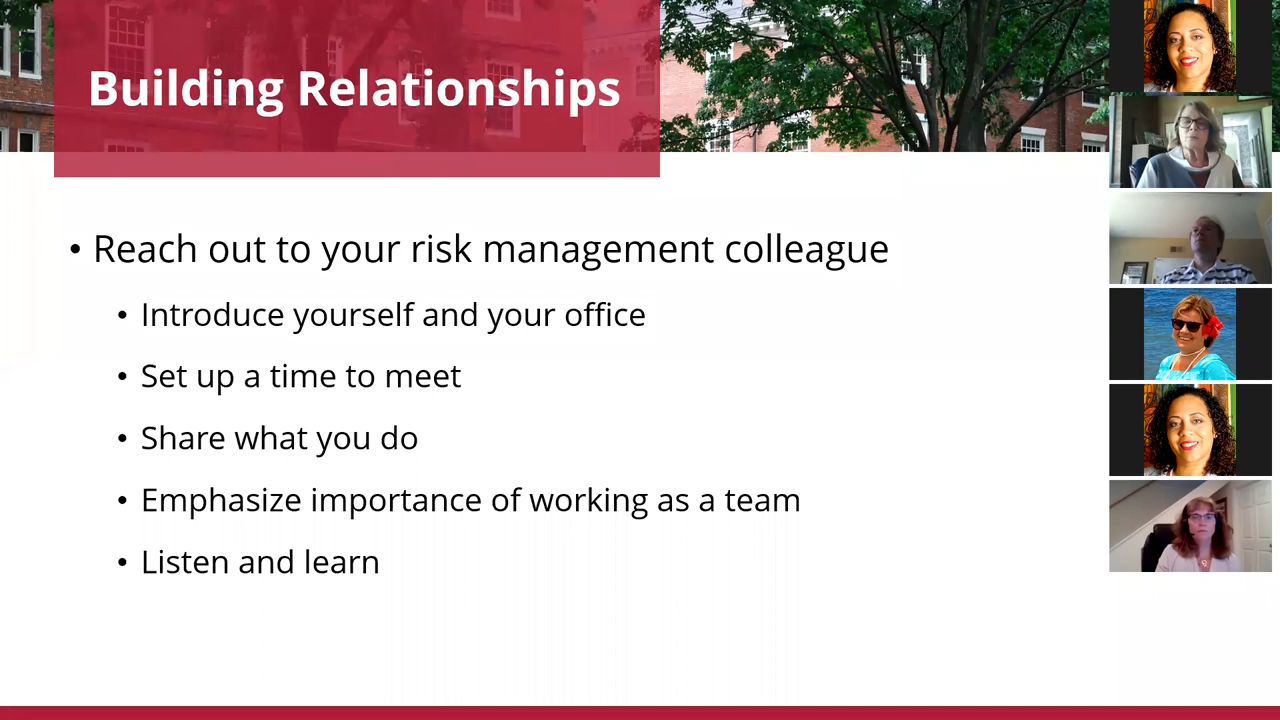 Building Relationships
• Reach out to your risk management colleague
• Introduce yourself and your office
• Set up a time to meet
• Share what you do
• Emphasize importance of working as a team
• Listen and learn